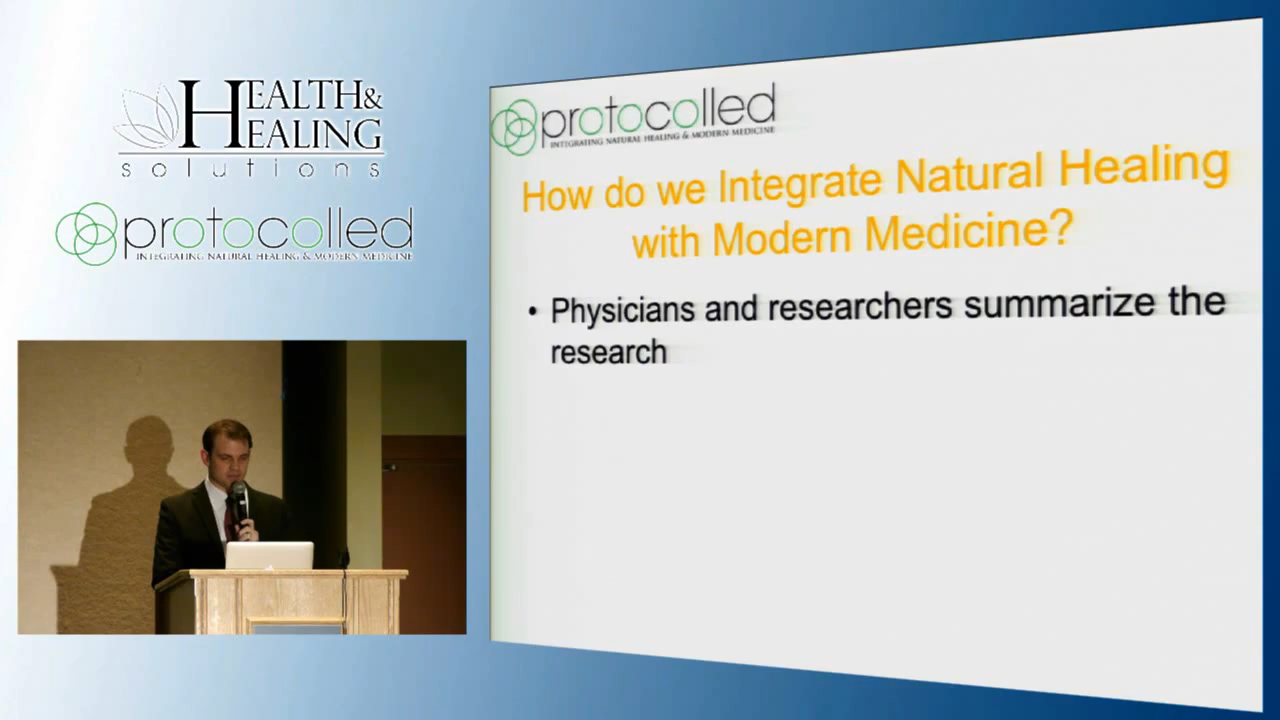 HEALTH&
HEALING
solutions
protocolled
INTEGRATING NATURAL HEALING & MODERN MEDICINE
protocolled
INTEGRATING NATURAL HEALING & MODERN MEDICINE
How do we Integrate Natural Healing
with Modern Medicine?
• Physicians and researchers summarize the
research